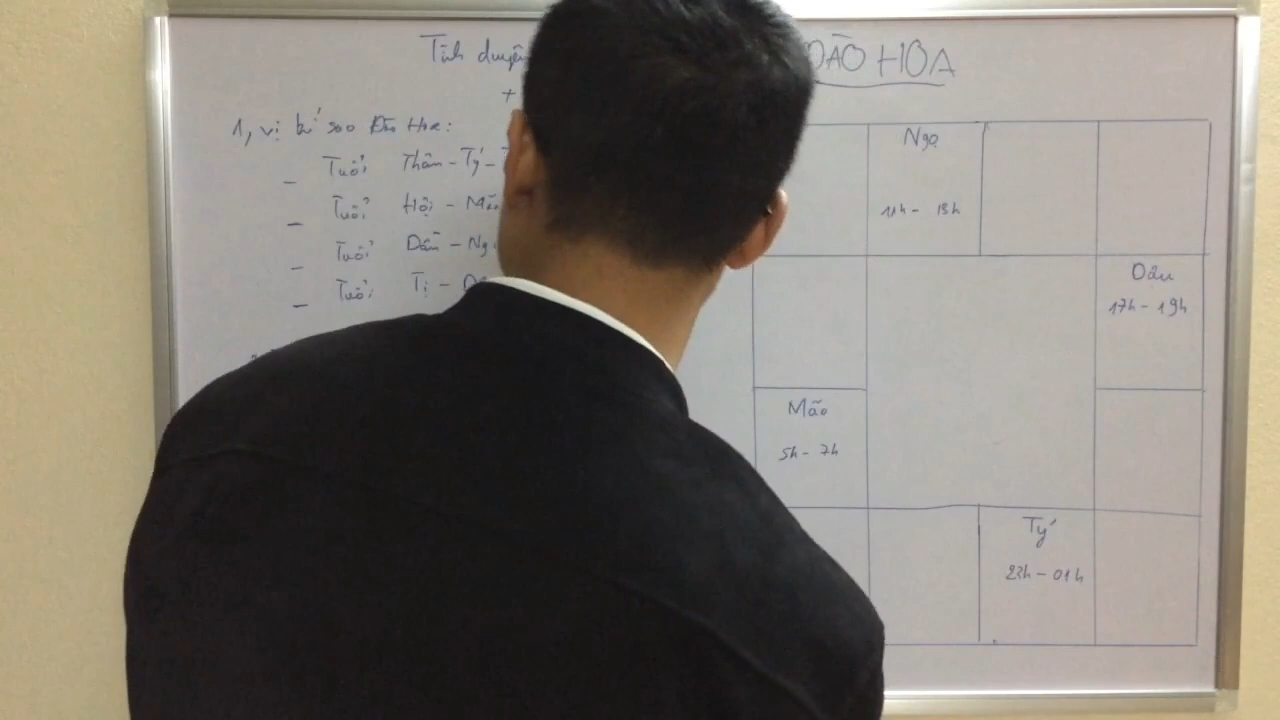 Tình duyên ĐÀO HOA
+
1, vị trí sao Đào Hoa:
- Tuổi Thân - Tý -
- Tuổi Hợi - Mão
- Tuổi Dần - Ngọ
- Tuổi Tị -
Ngọ
11h - 13h
Dậu
17h - 19h
Mão
5h - 7h
Tý
23h - 01h